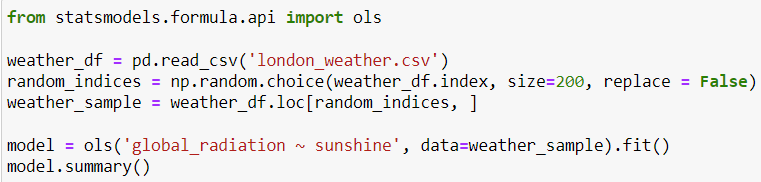 from statsmodels.formula.api import ols
weather_df = pd.read_csv('london_weather.csv')
random_indices = np.random.choice(weather_df.index, size=200, replace = False)
weather_sample = weather_df.loc[random_indices, ]
model = ols('global_radiation ~ sunshine', data=weather_sample).fit()
model.summary()